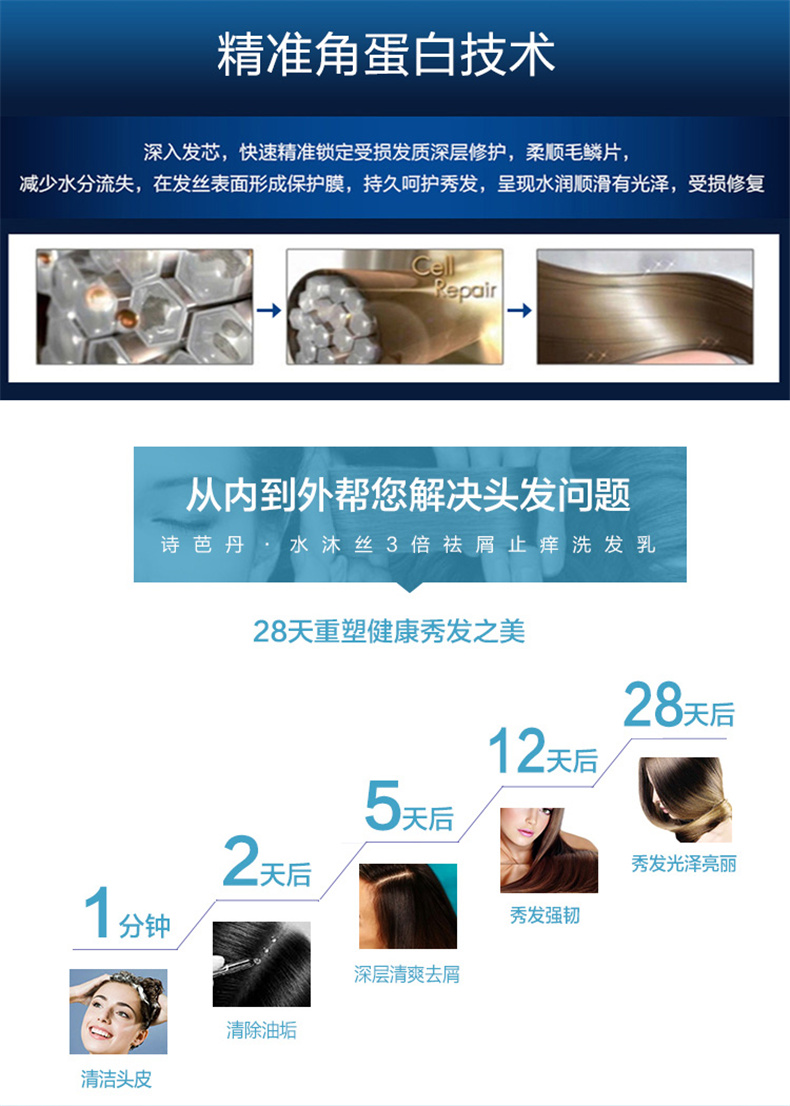 精准角蛋白技术
深入发芯，快速精准锁定受损发质深层修护，柔顺毛鳞片，
减少水分流失，在发丝表面形成保护膜，持久呵护秀发，呈现水润顺滑有光泽，受损修复
Cell
Repair
从内到外帮您解决头发问题
诗芭丹·水沐丝3倍祛屑止痒洗发乳
28天重塑健康秀发之美
28天后
12天后
5天后
2天后
1分钟
秀发光泽亮丽
秀发强韧
深层清爽去屑
清除油垢
清洁头皮